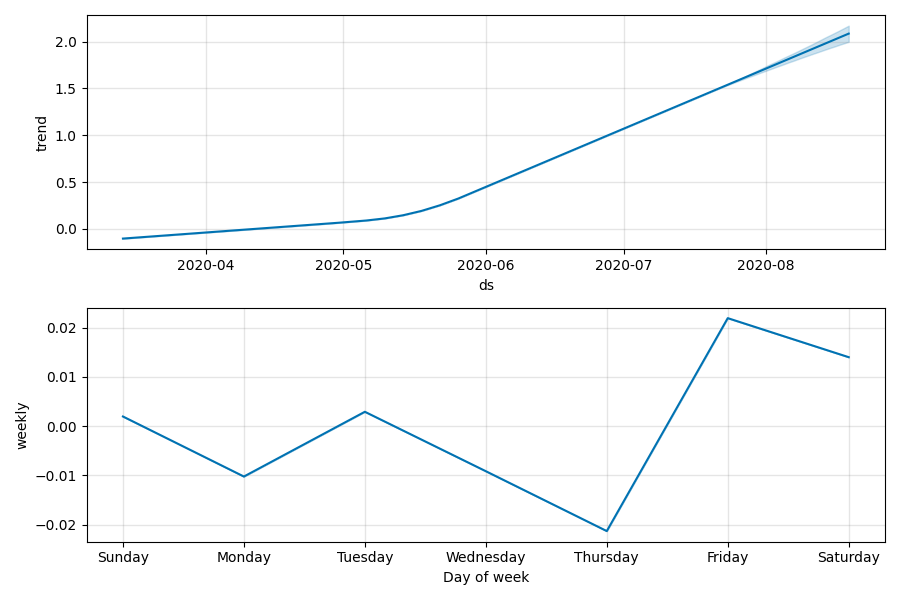 trend
2.0
1.5
1.0
0.5
0.0
2020-04 2020-05 2020-06 2020-07 2020-08
ds
weekly
0.02
0.01
0.00
−0.01
−0.02
Sunday Monday Tuesday Wednesday Thursday Friday Saturday
Day of week